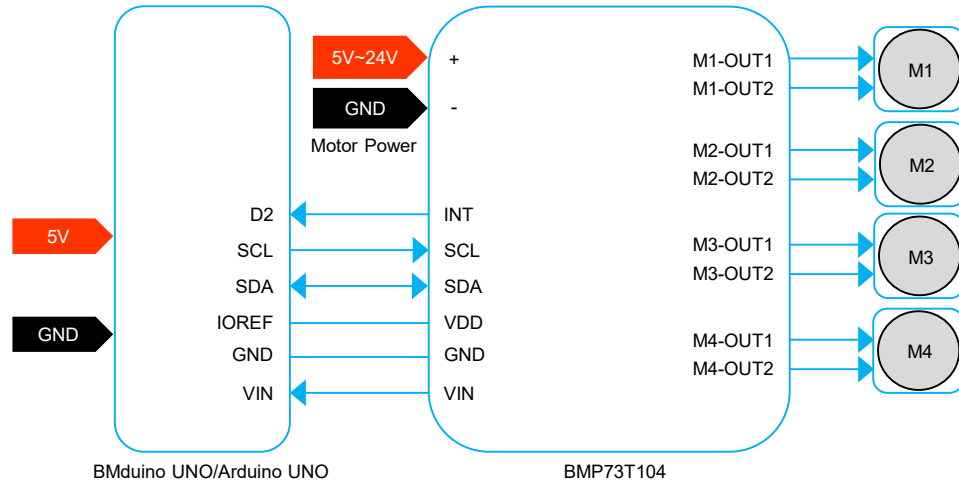 5V~24V
+
GND
-
Motor Power
5V
GND
D2
SCL
SDA
IOREF
GND
VIN
INT
SCL
SDA
VDD
GND
VIN
M1-OUT1
M1-OUT2
M2-OUT1
M2-OUT2
M3-OUT1
M3-OUT2
M4-OUT1
M4-OUT2
M1
M2
M3
M4
BMduino UNO/Arduino UNO
BMP73T104